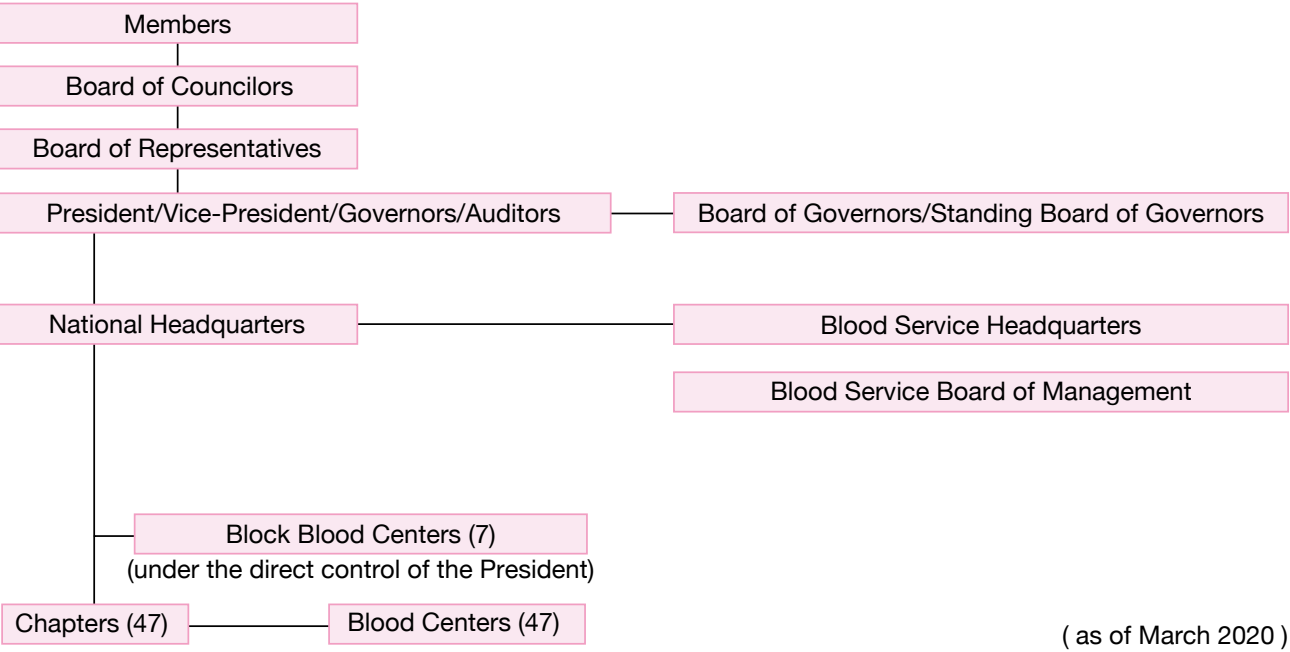 Members
Board of Councilors
Board of Representatives
President/Vice-President/Governors/Auditors
Board of Governors/Standing Board of Governors
National Headquarters
Blood Service Headquarters
Blood Service Board of Management
Block Blood Centers (7)
(under the direct control of the President)
Chapters (47)
Blood Centers (47)
( as of March 2020 )